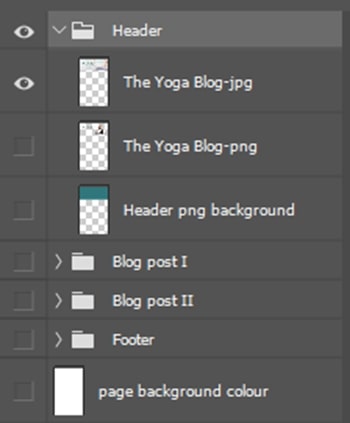 Header
The Yoga Blog-jpg
The Yoga Blog-png
Header png background
Blog post I
Blog post II
Footer
page background colour